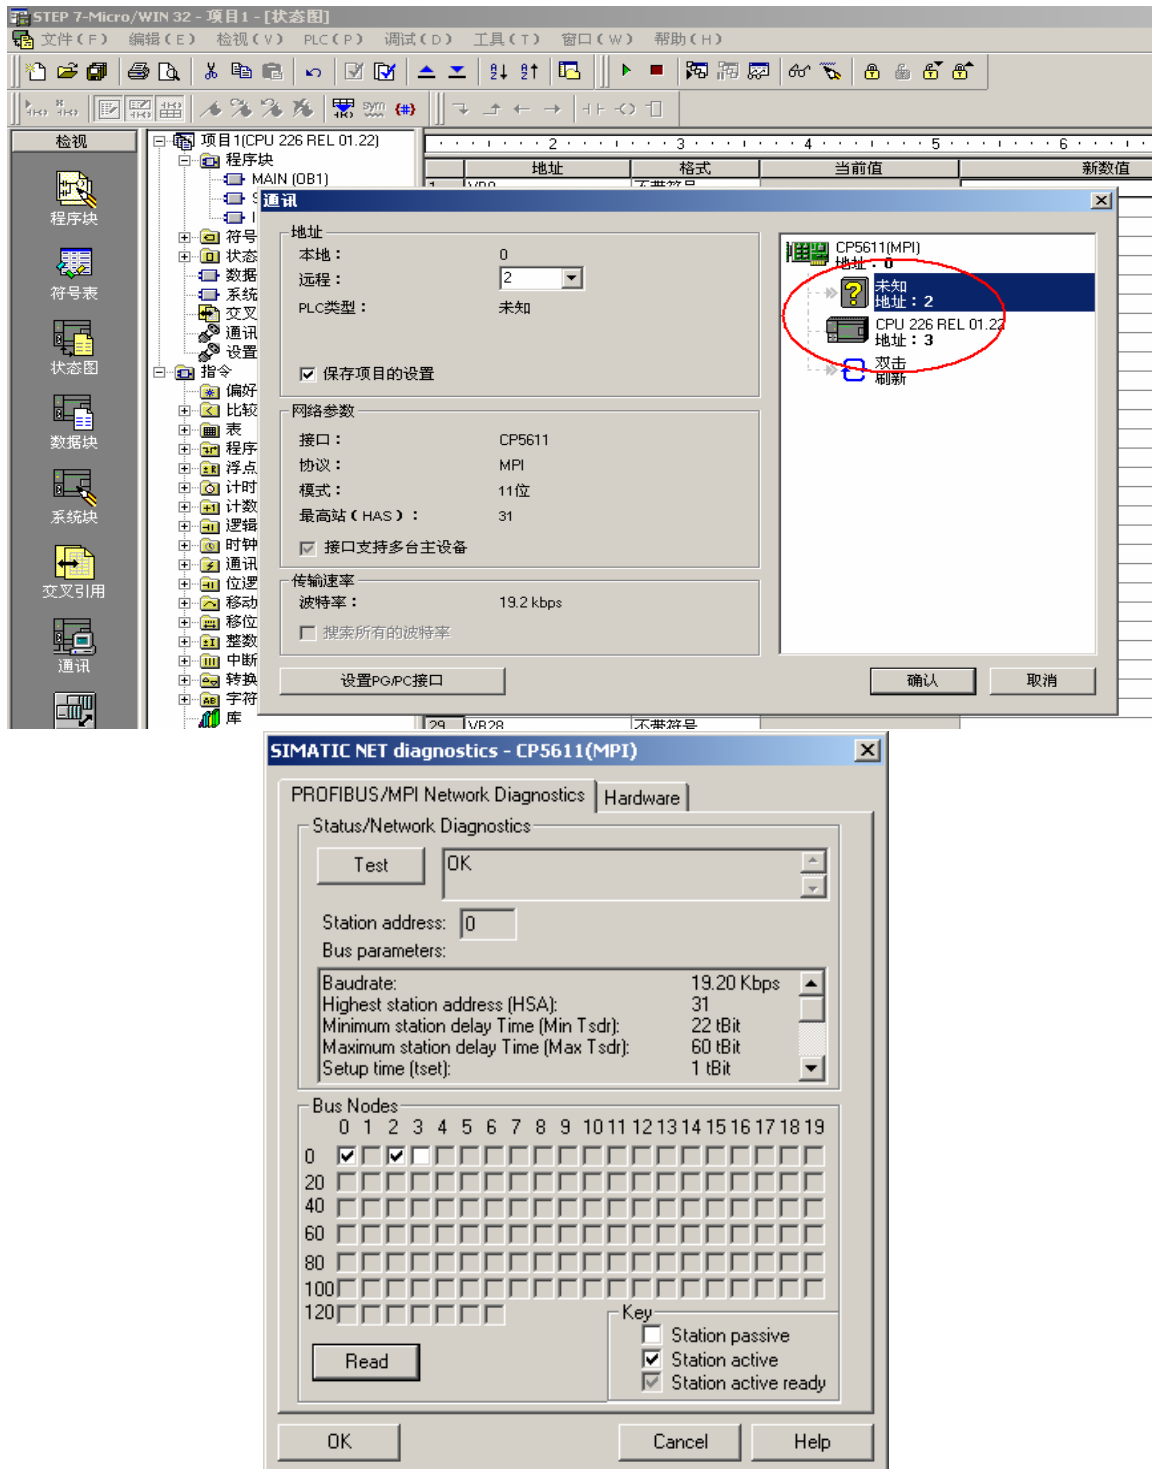 STEP 7-Micro/WIN 32 - 项目1 - [状态图]
文件(F) 编辑(E) 检视(V) PLC(P) 调试(D) 工具(T) 窗口(W) 帮助(H)
检视
程序块
符号表
状态图
数据块
系统块
交叉引用
通讯
项目1(CPU 226 REL 01.22)
程序块
MAIN (OB1)
符号
状态
数据
系统
交叉
通讯
设置
指令
偏好
比较
表
程序
浮点
计时
计数
逻辑
时钟
通讯
位逻
移动
移位
整数
中断
转换
字符
库
2 3 4 5 6
地址 格式 当前值 新数值
29 VB28 不带符号
通讯
地址
本地： 0
远程： 2
PLC类型： 未知
保存项目的设置
网络参数
接口： CP5611
协议： MPI
模式： 11位
最高站(HAS)： 31
接口支持多台主设备
传输速率
波特率： 19.2 kbps
搜索所有的波特率
设置PG/PC接口
CP5611(MPI)
地址：0
未知
地址：2
CPU 226 REL 01.22
地址：3
双击
刷新
确认 取消
SIMATIC NET diagnostics - CP5611(MPI)
PROFIBUS/MPI Network Diagnostics Hardware
Status/Network Diagnostics
Test OK
Station address: 0
Bus parameters:
Baudrate: 19.20 Kbps
Highest station address (HSA): 31
Minimum station delay Time (Min Tsdr): 22 tBit
Maximum station delay Time (Max Tsdr): 60 tBit
Setup time (tset): 1 tBit
Bus Nodes
0 1 2 3 4 5 6 7 8 9 10 11 12 13 14 15 16 17 18 19
0
20
40
60
80
100
120
Key
Station passive
Station active
Station active ready
Read
OK Cancel Help